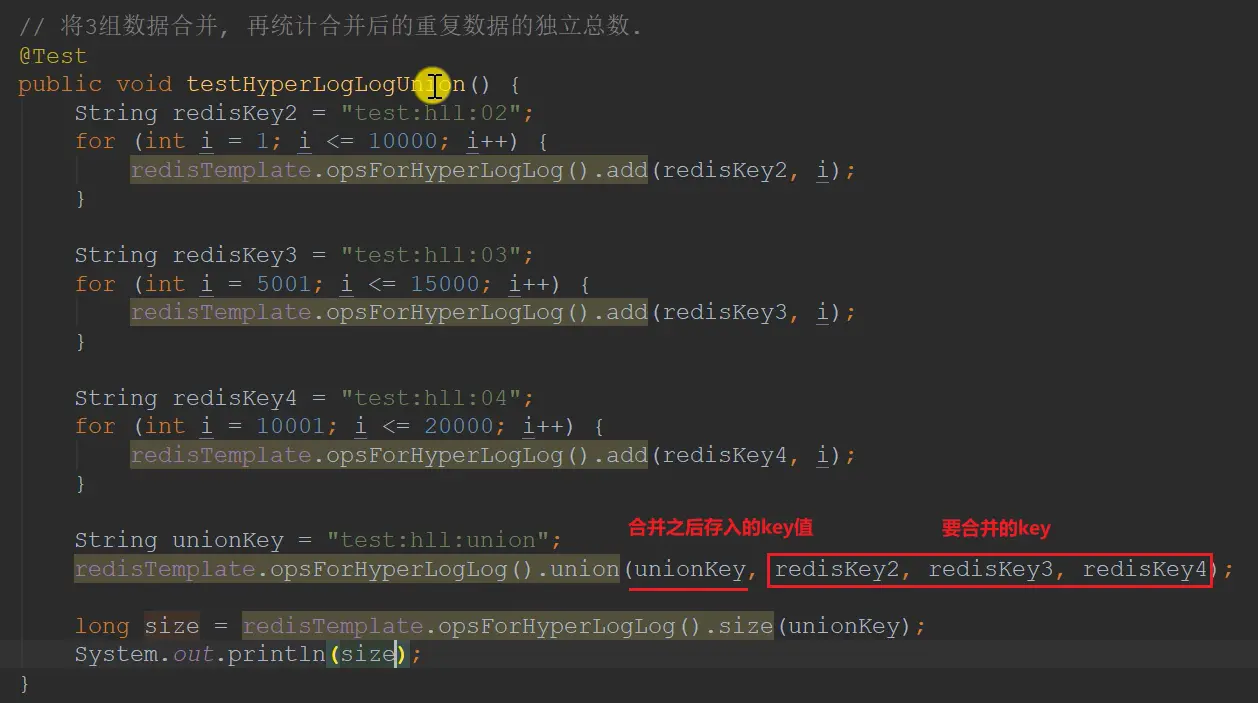 // 将3组数据合并, 再统计合并后的重复数据的独立总数.
@Test
public void testHyperLogLogUnion() {
String redisKey2 = "test:hll:02";
for (int i = 1; i <= 10000; i++) {
redisTemplate.opsForHyperLogLog().add(redisKey2, i);
}
String redisKey3 = "test:hll:03";
for (int i = 5001; i <= 15000; i++) {
redisTemplate.opsForHyperLogLog().add(redisKey3, i);
}
String redisKey4 = "test:hll:04";
for (int i = 10001; i <= 20000; i++) {
redisTemplate.opsForHyperLogLog().add(redisKey4, i);
}
合并之后存入的key值 要合并的key
String unionKey = "test:hll:union";
redisTemplate.opsForHyperLogLog().union(unionKey, redisKey2, redisKey3, redisKey4);
long size = redisTemplate.opsForHyperLogLog().size(unionKey);
System.out.println(size);
}